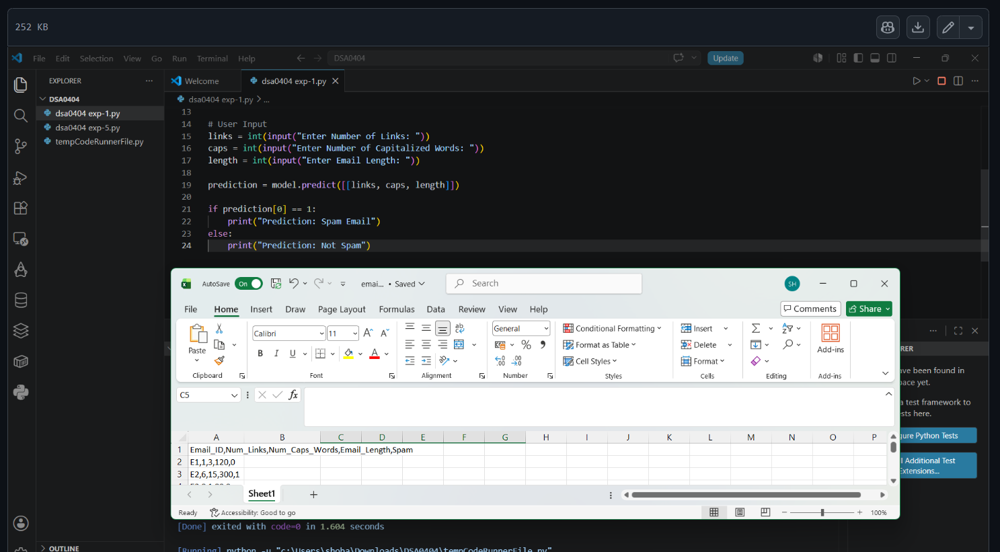 252 KB
File Edit Selection View Go Run Terminal Help
DSA0404
Update
EXPLORER
Welcome
dsa0404 exp-1.py
DSA0404
dsa0404 exp-1.py
dsa0404 exp-5.py
tempCodeRunnerFile.py
dsa0404 exp-1.py > ...
13
14 # User Input
15 links = int(input("Enter Number of Links: "))
16 caps = int(input("Enter Number of Capitalized Words: "))
17 length = int(input("Enter Email Length: "))
18
19 prediction = model.predict([[links, caps, length]])
20
21 if prediction[0] == 1:
22 print("Prediction: Spam Email")
23 else:
24 print("Prediction: Not Spam")
AutoSave On
emai... • Saved
Search
SH
File Home Insert Draw Page Layout Formulas Data Review View Help
Comments
Share
Paste
Calibri
11
General
Conditional Formatting
Format as Table
Cell Styles
Insert
Delete
Format
Add-ins
Clipboard Font Alignment Number Styles Cells Editing Add-ins
C5
fx
A B C D E F G H I J K L M N O P
1 Email_ID,Num_Links,Num_Caps_Words,Email_Length,Spam
2 E1,1,3,120,0
3 E2,6,15,300,1
Sheet1
Ready
Accessibility: Good to go
100%
RER
ave been found in
pace yet.
a test framework to
sts here.
gure Python Tests
l Additional Test
Extensions...
[Done] exited with code=0 in 1.604 seconds
[Running] python -u "c:\Users\shoba\Downloads\DSA0404\tempCodeRunnerFile.py"
OUTLINE